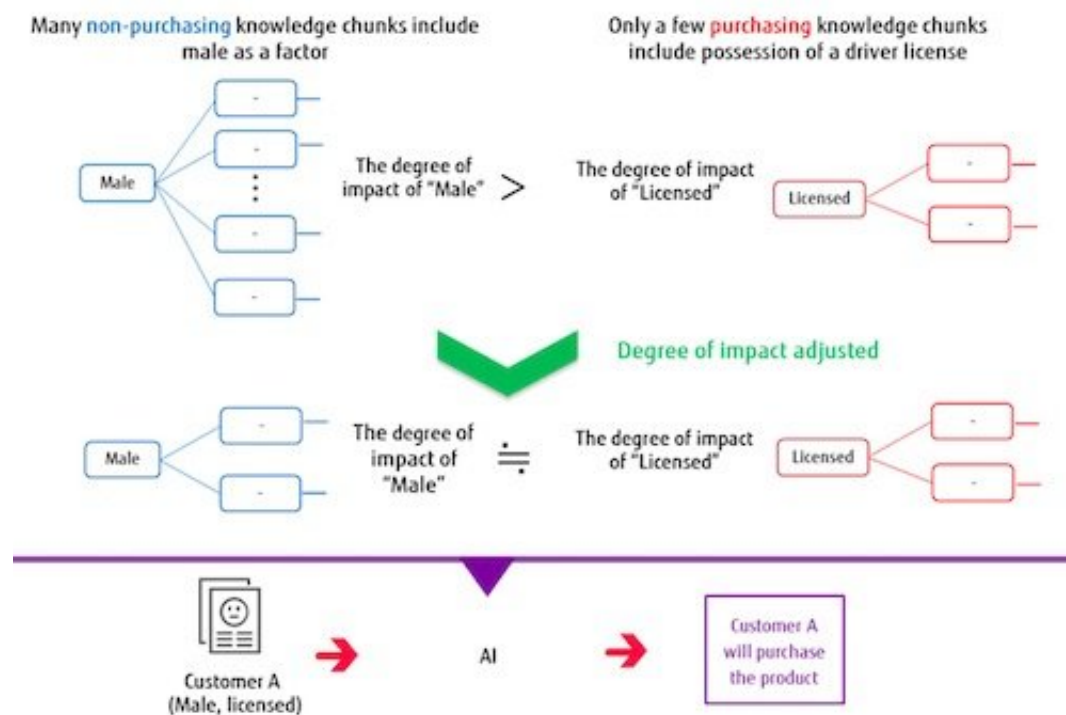 Many non-purchasing knowledge chunks include
male as a factor
Only a few purchasing knowledge chunks
include possession of a driver license
-
-
-
-
Male
The degree of
impact of "Male"
>
The degree of impact
of "Licensed"
Licensed
-
-
Degree of impact adjusted
-
-
Male
The degree of
impact of
"Male"
≒
The degree of impact
of "Licensed"
Licensed
-
-
Customer A
(Male, licensed)
AI
Customer A
will purchase
the product